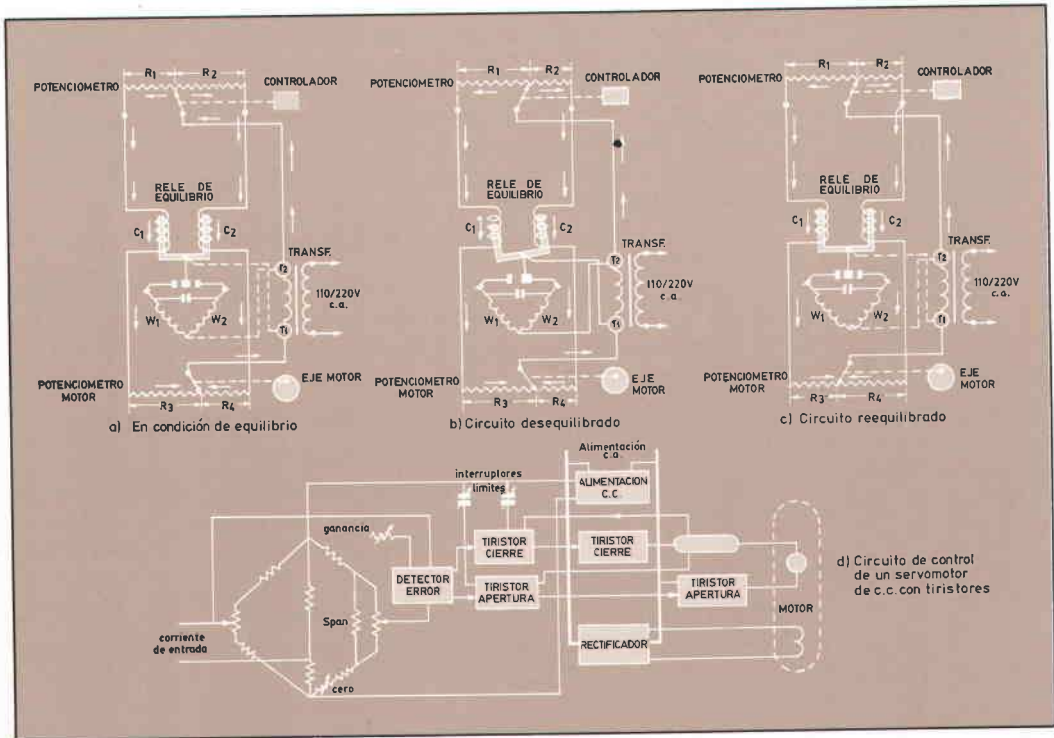 R1
R2
POTENCIOMETRO
CONTROLADOR
RELE DE
EQUILIBRIO
C1
C2
TRANSF.
T2
110/220V
c.a.
W1
W2
T1
POTENCIOMETRO
MOTOR
EJE
MOTOR
R3
R4
a) En condición de equilibrio
R1
R2
POTENCIOMETRO
CONTROLADOR
RELE DE
EQUILIBRIO
C1
C2
TRANSF.
T2
110/220V
c.a.
W1
W2
T1
POTENCIOMETRO
MOTOR
EJE
MOTOR
R3
R4
b) Circuito desequilibrado
R1
R2
POTENCIOMETRO
CONTROLADOR
RELE DE
EQUILIBRIO
C1
C2
TRANSF.
T2
110/220V
c.a.
W1
W2
T1
POTENCIOMETRO
MOTOR
EJE
MOTOR
R3
R4
c) Circuito reequilibrado
Alimentación
c.a.
interruptores
limites
ALIMENTACION
C.C.
ganancia
DETECTOR
ERROR
TIRISTOR
CIERRE
TIRISTOR
CIERRE
TIRISTOR
APERTURA
TIRISTOR
APERTURA
Span
corriente
de entrada
cero
RECTIFICADOR
MOTOR
d) Circuito de control
de un servomotor
de c.c. con tiristores